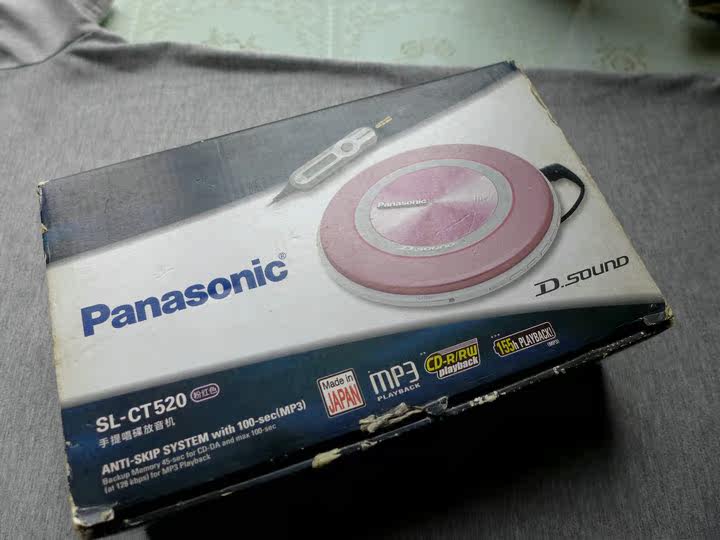 Panasonic
D.SOUND
Panasonic®
D.SOUND
SL-CT520 粉红色
手提唱碟放音机
ANTI-SKIP SYSTEM with 100-sec(MP3)
Backup Memory 45-sec for CD-DA and max 100-sec
(at 128 kbps) for MP3 Playback
Made in
JAPAN
MP3
PLAYBACK
CD-R/RW
playback
155h PLAYBACK!
(MP3)